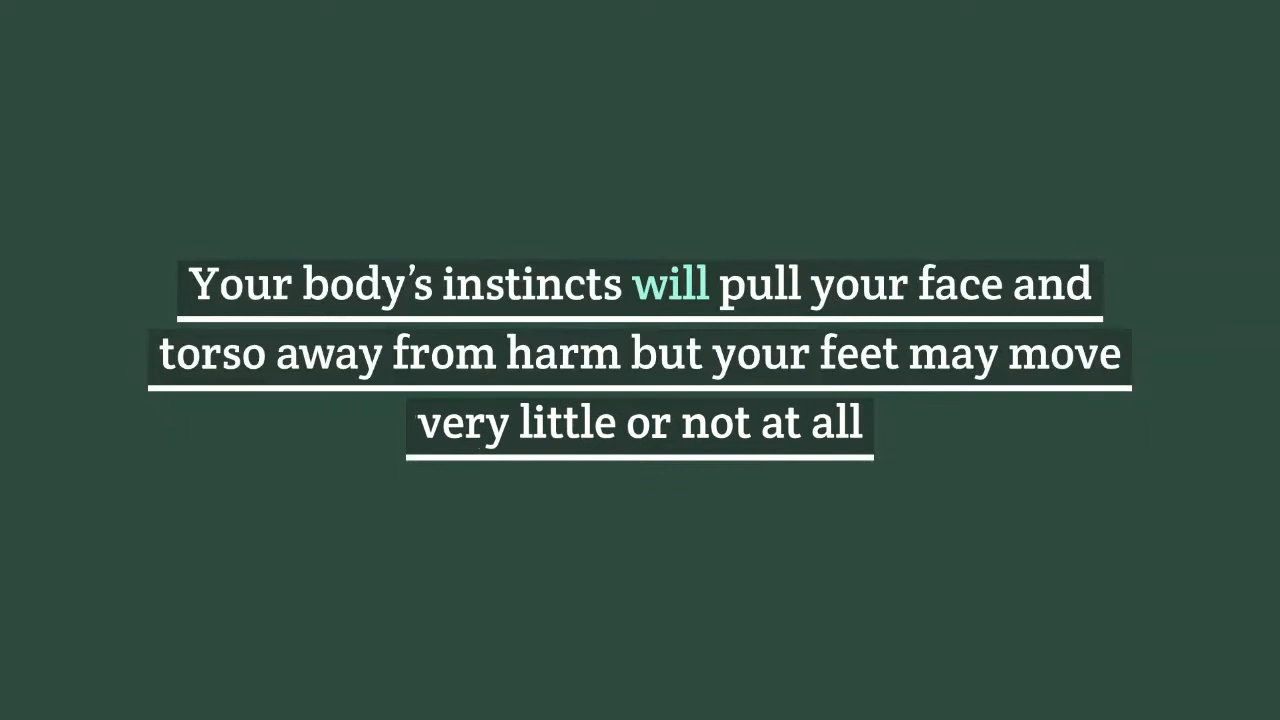 Your body’s instincts will pull your face and
torso away from harm but your feet may move
very little or not at all